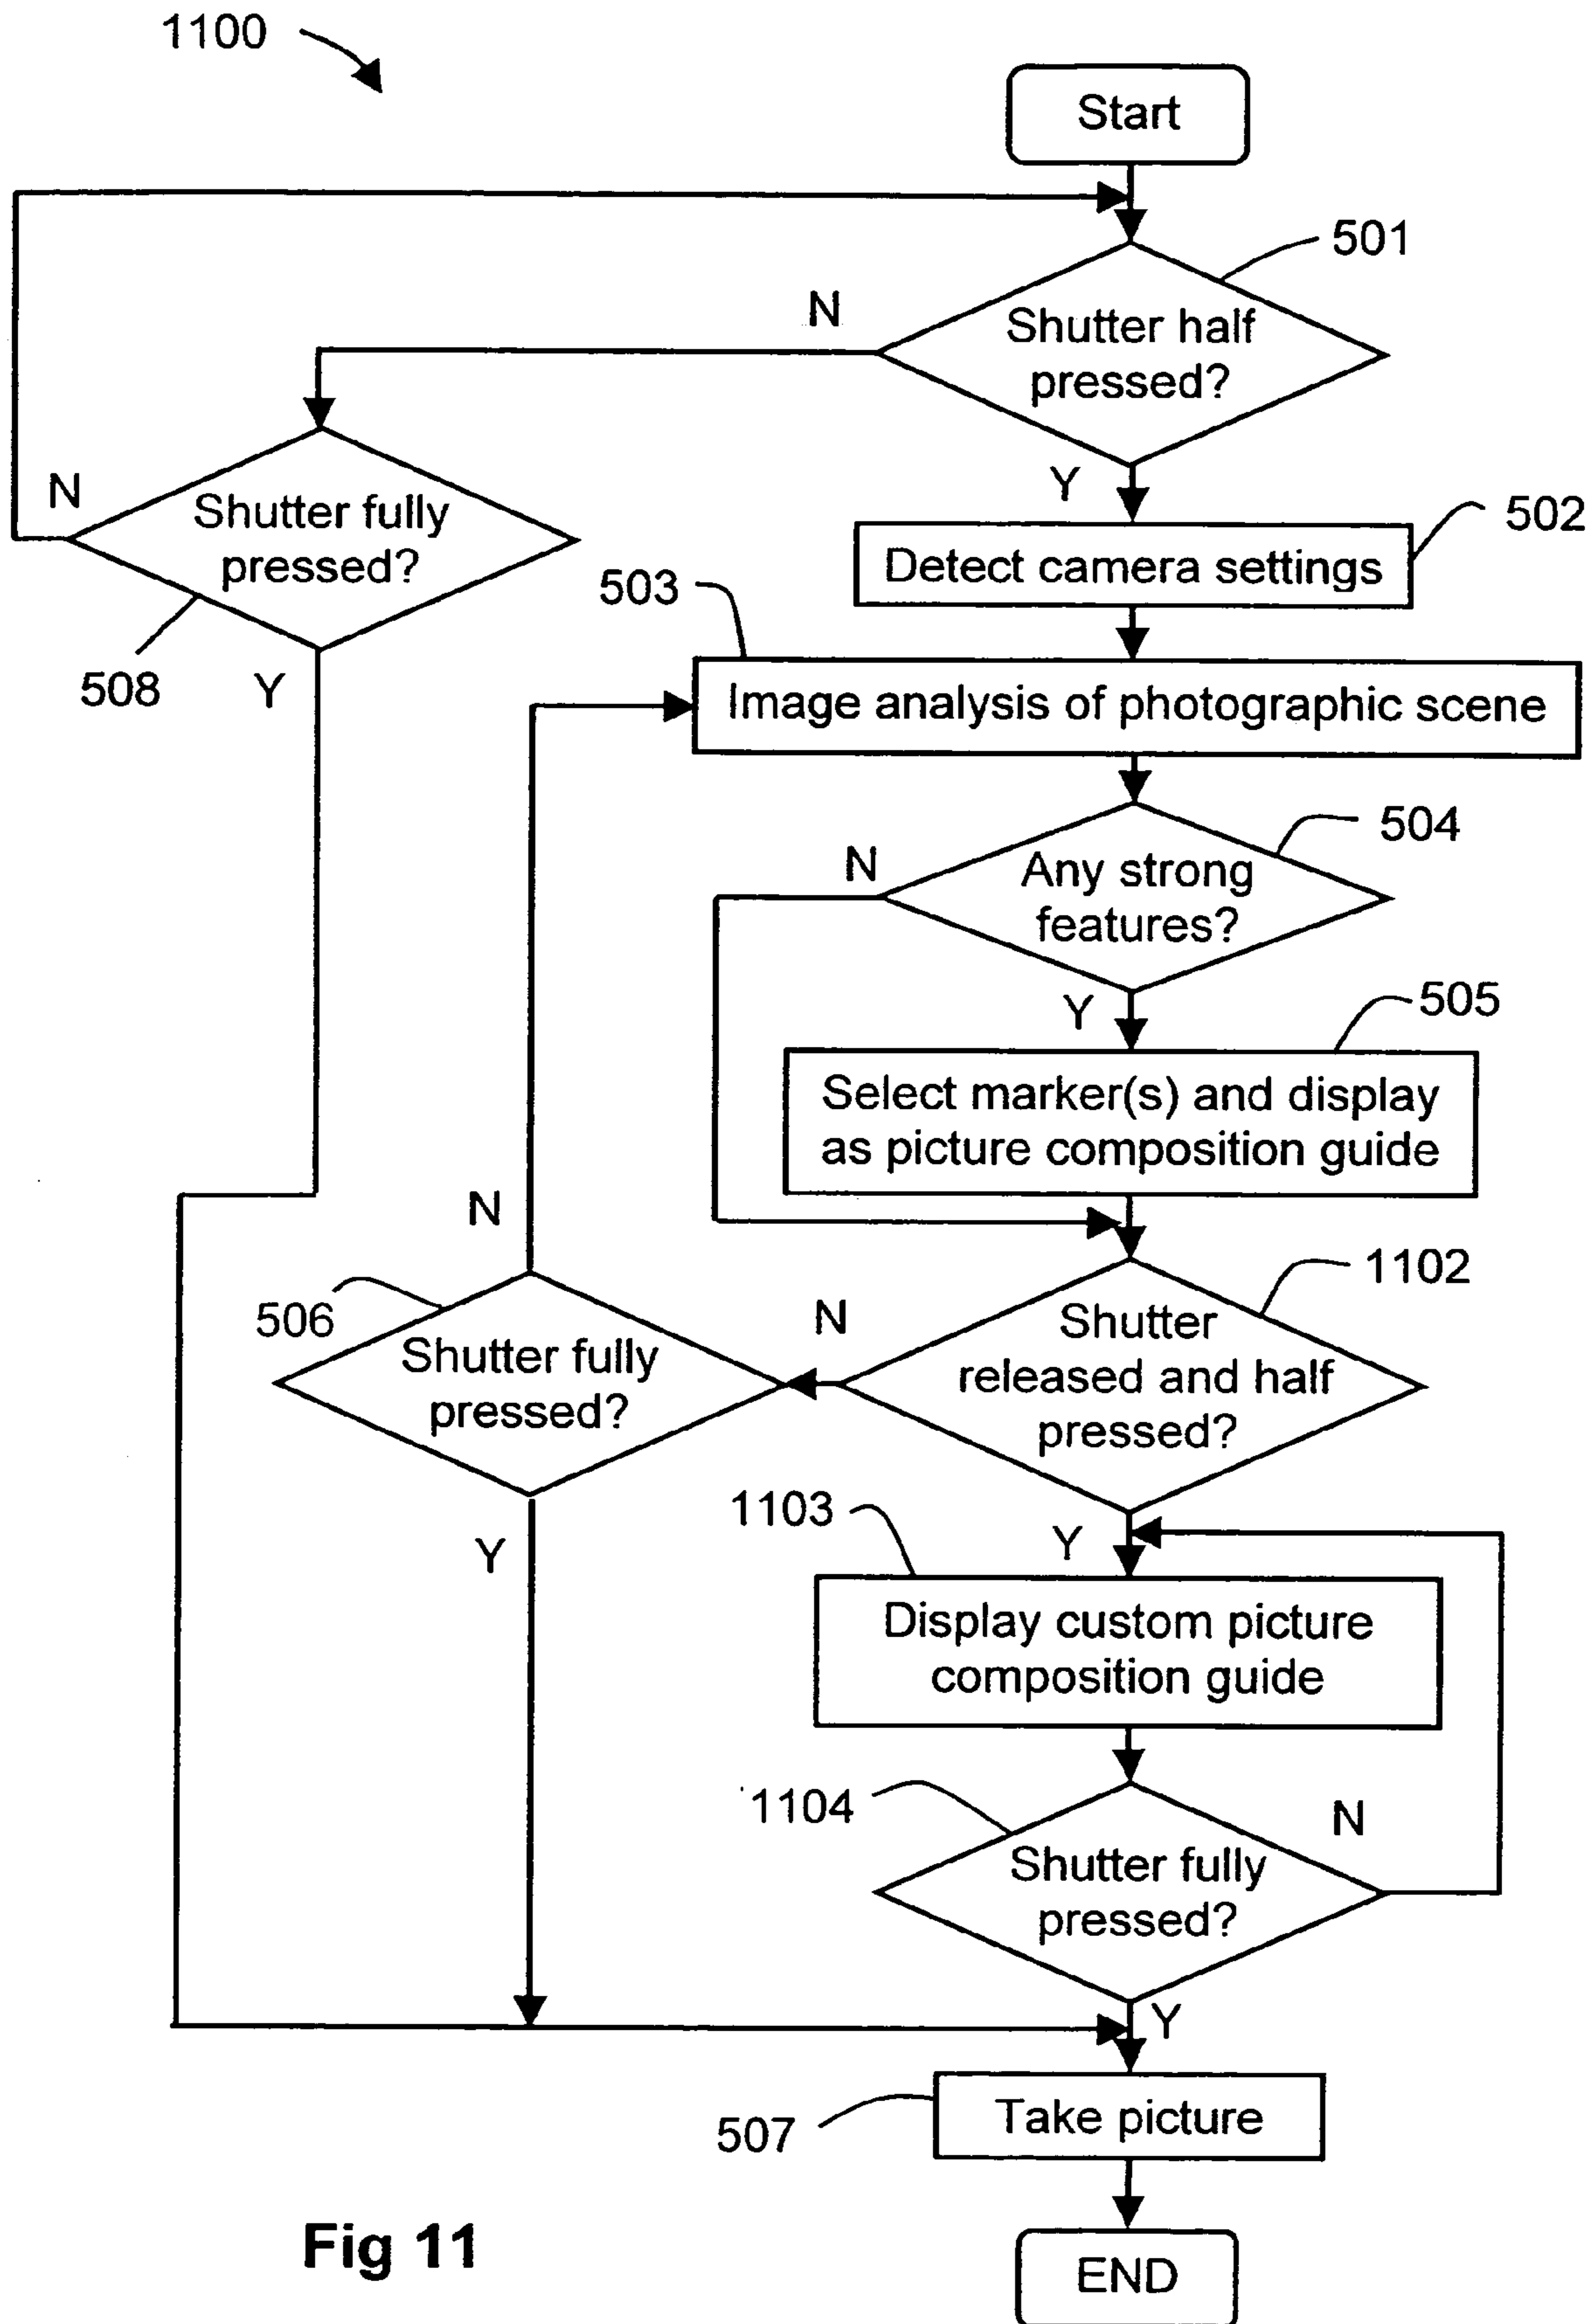 1100
Start
501
N
Shutter half
pressed?
Y
N
Shutter fully
pressed?
508
Y
502
Detect camera settings
503
Image analysis of photographic scene
504
N
Any strong
features?
Y
505
Select marker(s) and display
as picture composition guide
N
506
Shutter fully
pressed?
Y
N
1102
Shutter
released and half
pressed?
1103
Y
Display custom picture
composition guide
1104
N
Shutter fully
pressed?
Y
507
Take picture
Fig 11
END